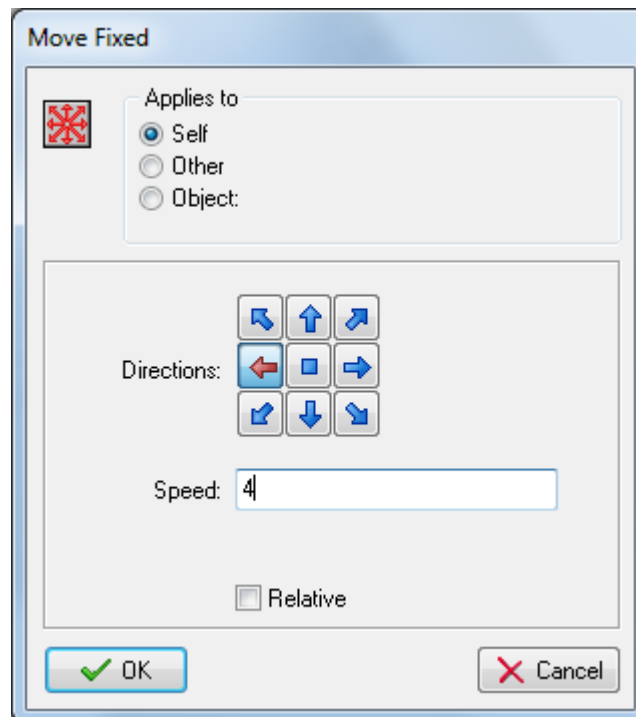 Move Fixed
Applies to
Self
Other
Object:
Directions:
Speed: 4
Relative
OK Cancel